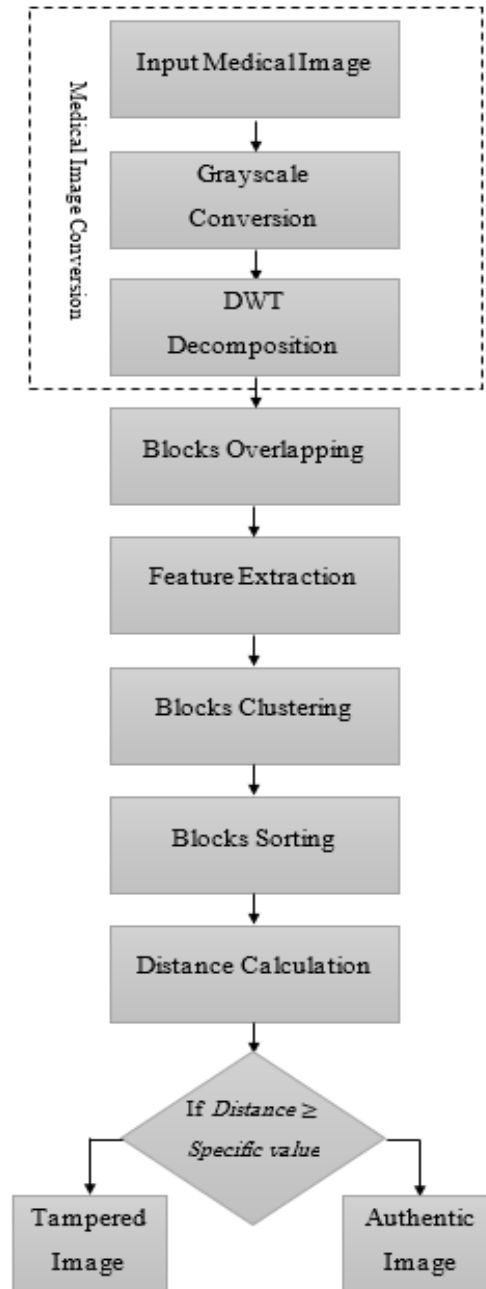 Medical Image Conversion
Input Medical Image
Grayscale
Conversion
DWT
Decomposition
Blocks Overlapping
Feature Extraction
Blocks Clustering
Blocks Sorting
Distance Calculation
If Distance ≥
Specific value
Tampered
Image
Authentic
Image